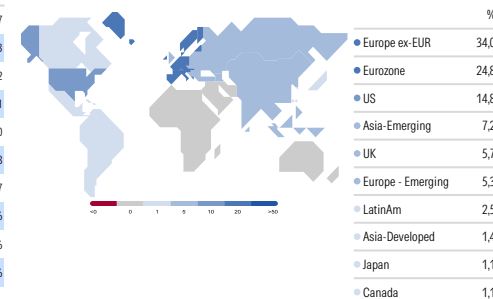 %
Europe ex-EUR 34,0
Eurozone 24,8
US 14,8
Asia-Emerging 7,2
UK 5,7
Europe - Emerging 5,3
LatinAm 2,5
Asia-Developed 1,4
Japan 1,1
Canada 1,1
<0 0 1 5 10 20 >50